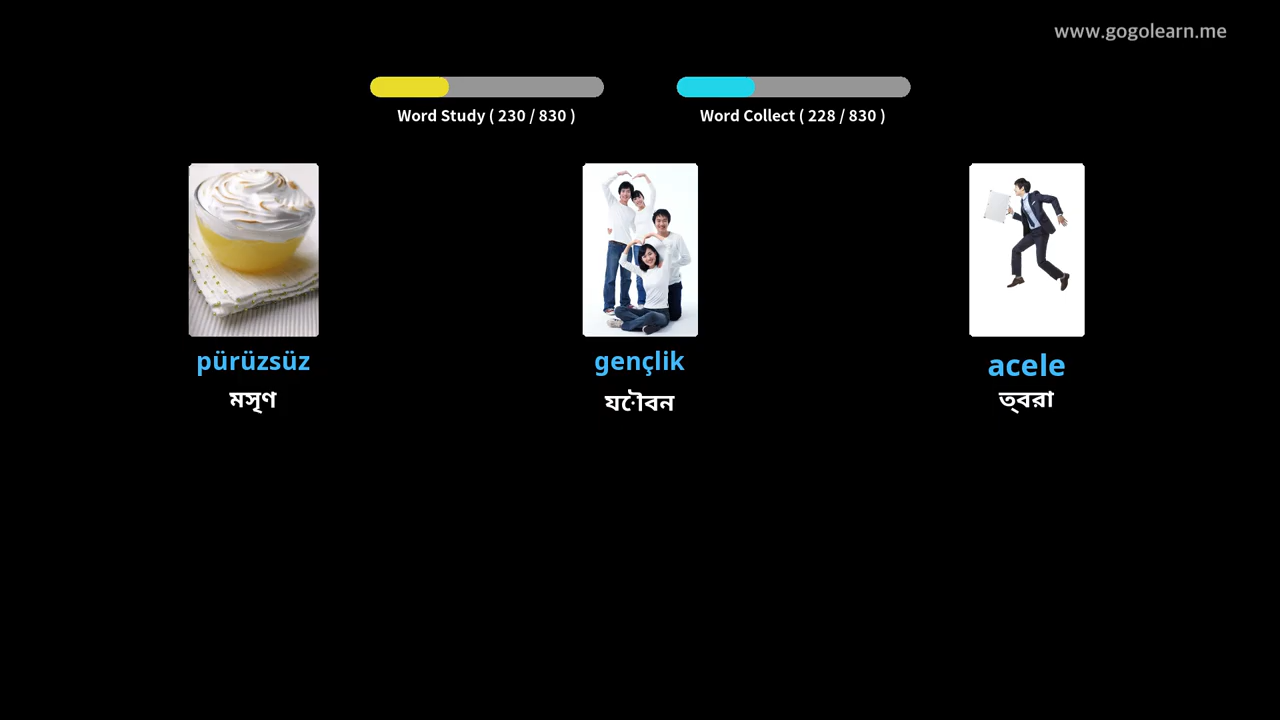 www.gogolearn.me
Word Study ( 230 / 830 )
Word Collect ( 228 / 830 )
pürüzsüz
gençlik
acele
মসৃণ
যৌবন
ত্বরা